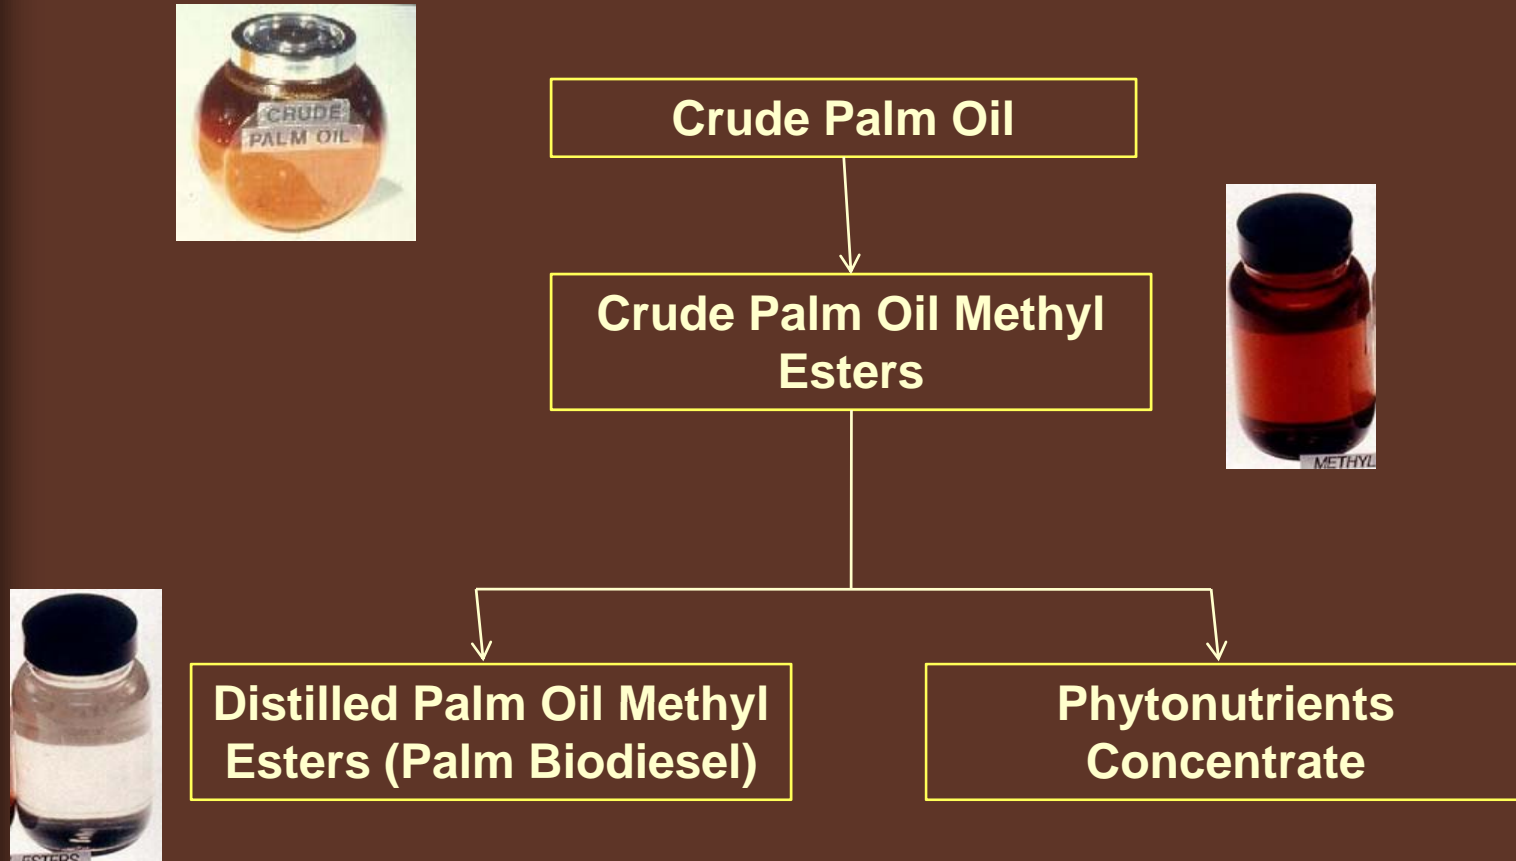 CRUDE
PALM OIL
Crude Palm Oil
METHYL
Crude Palm Oil Methyl
Esters
Distilled Palm Oil Methyl
Esters (Palm Biodiesel)
Phytonutrients
Concentrate
ESTERS